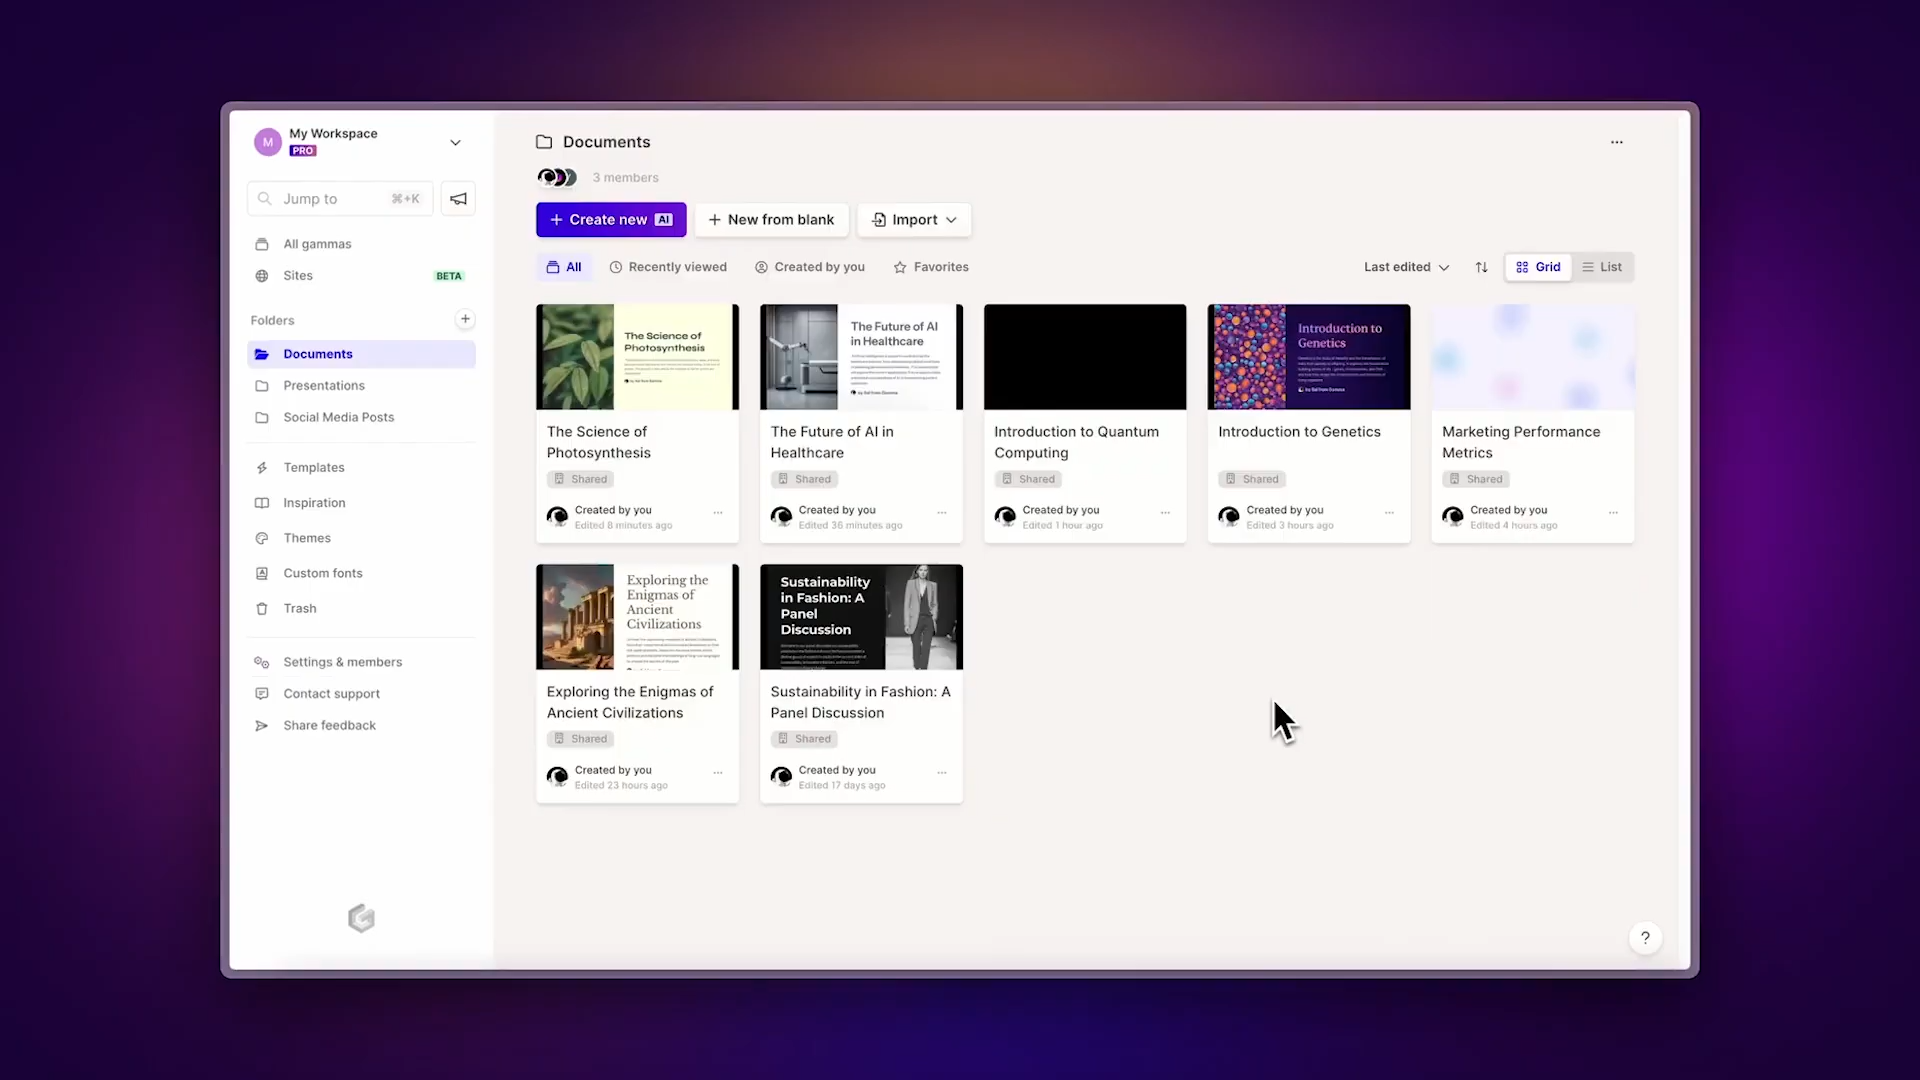 M
My Workspace
PRO
Jump to
⌘+K
All gammas
Sites
BETA
Folders
Documents
Presentations
Social Media Posts
Templates
Inspiration
Themes
Custom fonts
Trash
Settings & members
Contact support
Share feedback
Documents
3 members
+ Create new AI
+ New from blank
Import
All
Recently viewed
Created by you
Favorites
Last edited
Grid
List
The Science of
Photosynthesis
The Science of
Photosynthesis
Shared
Created by you
Edited 8 minutes ago
The Future of AI
in Healthcare
The Future of AI in
Healthcare
Shared
Created by you
Edited 36 minutes ago
Introduction to Quantum
Computing
Shared
Created by you
Edited 1 hour ago
Introduction to
Genetics
Introduction to Genetics
Shared
Created by you
Edited 3 hours ago
Marketing Performance
Metrics
Shared
Created by you
Edited 4 hours ago
Exploring the
Enigmas of
Ancient
Civilizations
Exploring the Enigmas of
Ancient Civilizations
Shared
Created by you
Edited 23 hours ago
Sustainability
in Fashion: A
Panel
Discussion
Sustainability in Fashion: A
Panel Discussion
Shared
Created by you
Edited 17 days ago
?